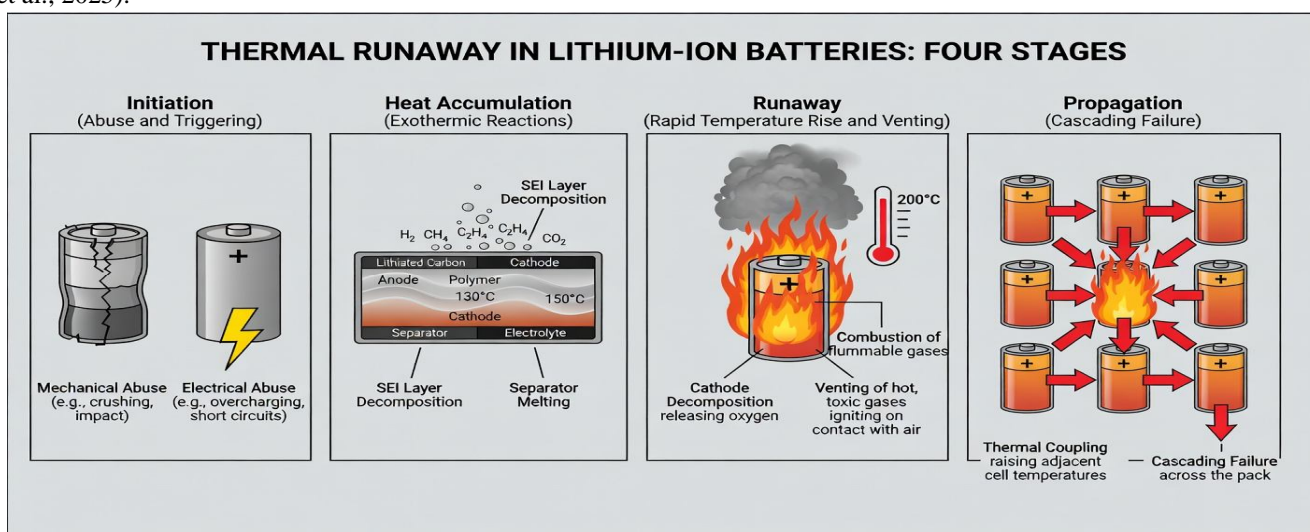 et al., 2025).
THERMAL RUNAWAY IN LITHIUM-ION BATTERIES: FOUR STAGES
Initiation
(Abuse and Triggering)
+
Mechanical Abuse
(e.g., crushing,
impact)
Electrical Abuse
(e.g., overcharging,
short circuits)
Heat Accumulation
(Exothermic Reactions)
SEI Layer
Decomposition
H₂ CH₄ C₂H₄ C₂H₄ CO₂
Lithiated Carbon Cathode
Anode Polymer
130°C 150°C
Cathode
Separator Electrolyte
SEI Layer
Decomposition
Separator
Melting
Runaway
(Rapid Temperature Rise and Venting)
200°C
+
Combustion of
flummable gases
Cathode
Decomposition
releasing oxygen
Venting of hot,
toxic gases
igniting on
contact with air
Propagation
(Cascading Failure)
+ + +
+ +
+ + +
Thermal Coupling
raising adjacent
cell temperatures
Cascading Failure
across the pack